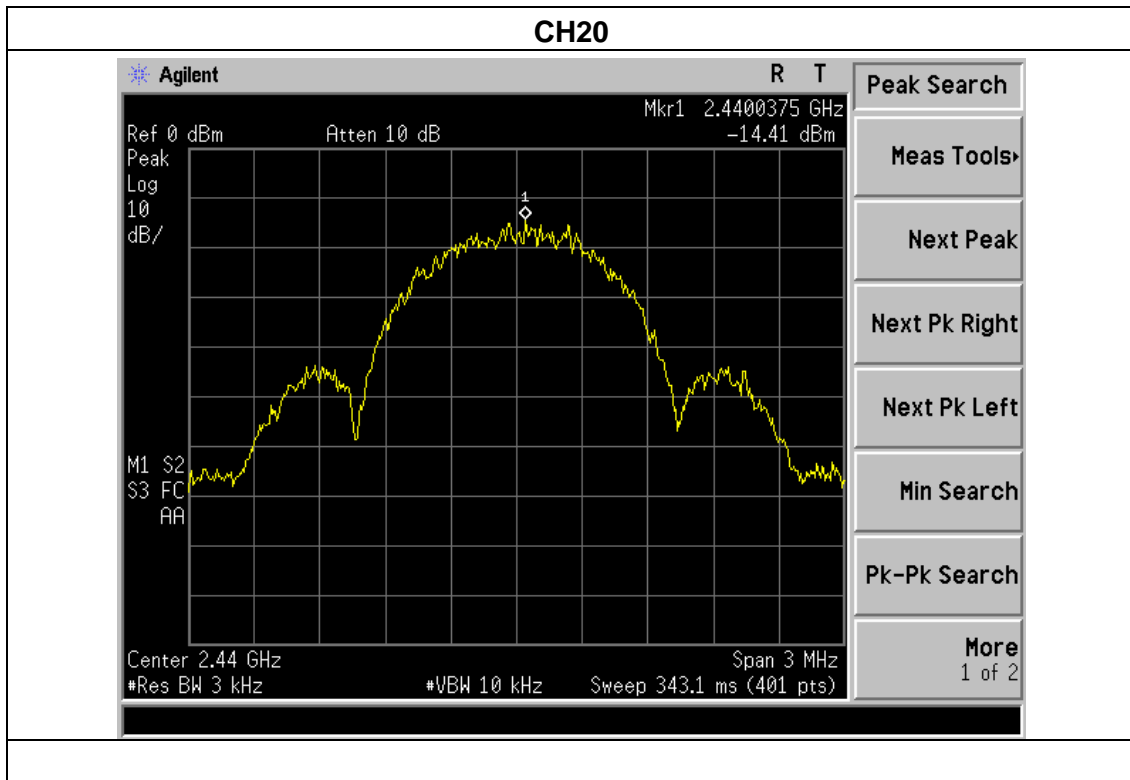 CH20
Agilent R T
Mkr1 2.4400375 GHz
Ref 0 dBm Atten 10 dB -14.41 dBm
Peak
Log
10
dB/
1
M1 S2
S3 FC
AA
Center 2.44 GHz Span 3 MHz
#Res BW 3 kHz #VBW 10 kHz Sweep 343.1 ms (401 pts)
Peak Search
Meas Tools▸
Next Peak
Next Pk Right
Next Pk Left
Min Search
Pk-Pk Search
More
1 of 2